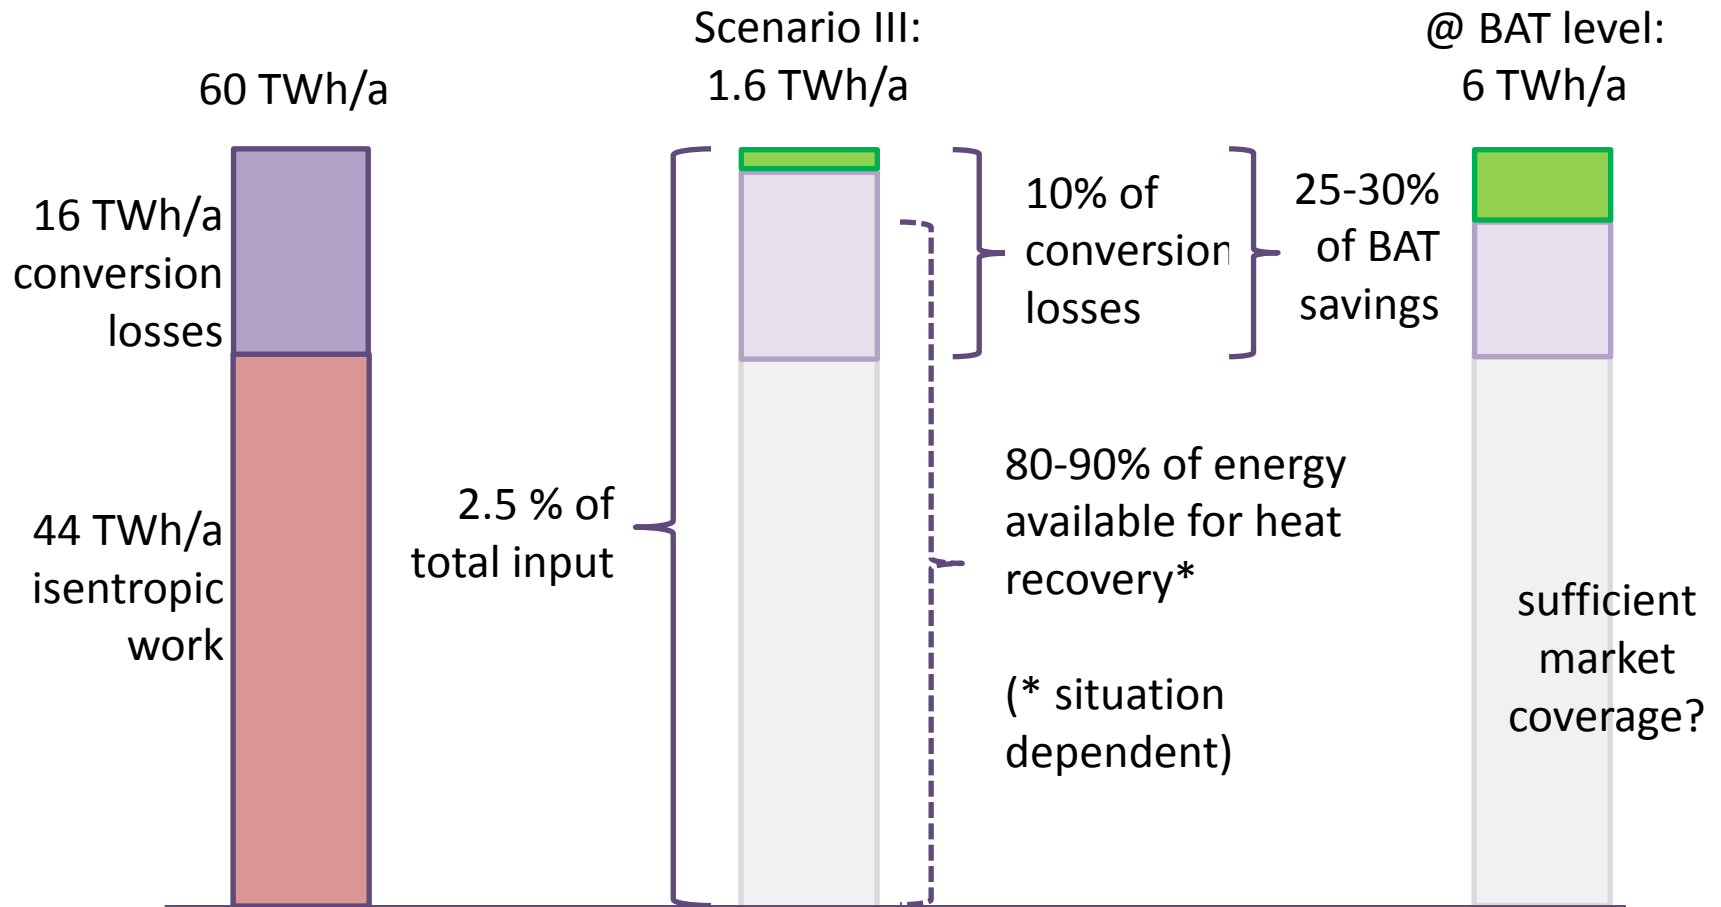 60 TWh/a
16 TWh/a
conversion
losses
44 TWh/a
isentropic
work
Scenario III:
1.6 TWh/a
2.5 % of
total input
10% of
conversion
losses
80-90% of energy
available for heat
recovery*
(* situation
dependent)
25-30%
of BAT
savings
@ BAT level:
6 TWh/a
sufficient
market
coverage?